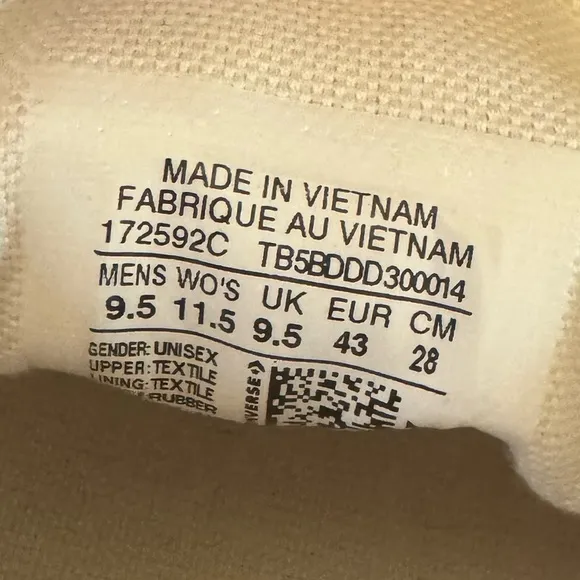 MADE IN VIETNAM
FABRIQUE AU VIETNAM
172592C TB5BDDD300014
MENS WO'S UK EUR CM
9.5 11.5 9.5 43 28
GENDER: UNISEX
UPPER: TEXTILE
LINING: TEXTILE
RUBBER